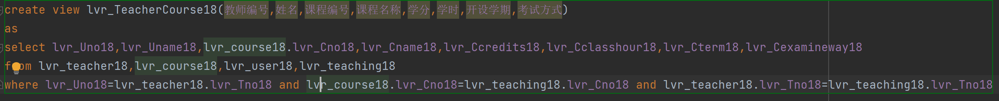 create view lvr_TeacherCourse18(教师编号,姓名,课程编号,课程名称,学分,学时,开设学期,考试方式)
as
select lvr_Uno18,lvr_Uname18,lvr_course18.lvr_Cno18,lvr_Cname18,lvr_Ccredits18,lvr_Cclasshour18,lvr_Cterm18,lvr_Cexamineway18
from lvr_teacher18,lvr_course18,lvr_user18,lvr_teaching18
where lvr_Uno18=lvr_teacher18.lvr_Tno18 and lvr_course18.lvr_Cno18=lvr_teaching18.lvr_Cno18 and lvr_teacher18.lvr_Tno18=lvr_teaching18.lvr_Tno18